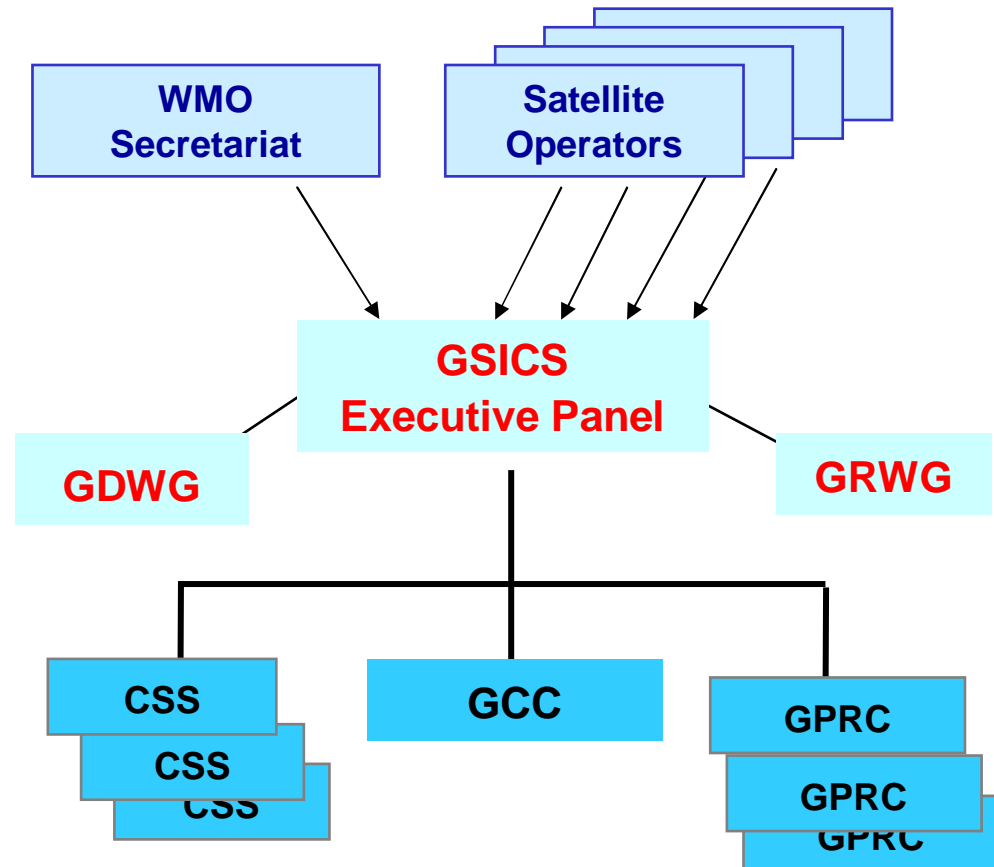 WMO
Secretariat
Satellite
Operators
GSICS
Executive Panel
GDWG
GRWG
CSS
CSS
CSS
GCC
GPRC
GPRC
GPRC